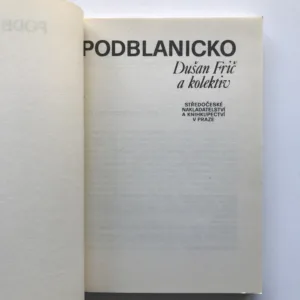 PODBLANICKO
Dušan Frič
a kolektiv
STŘEDOČESKÉ
NAKLADATELSTVÍ
A KNIHKUPECTVÍ
V PRAZE